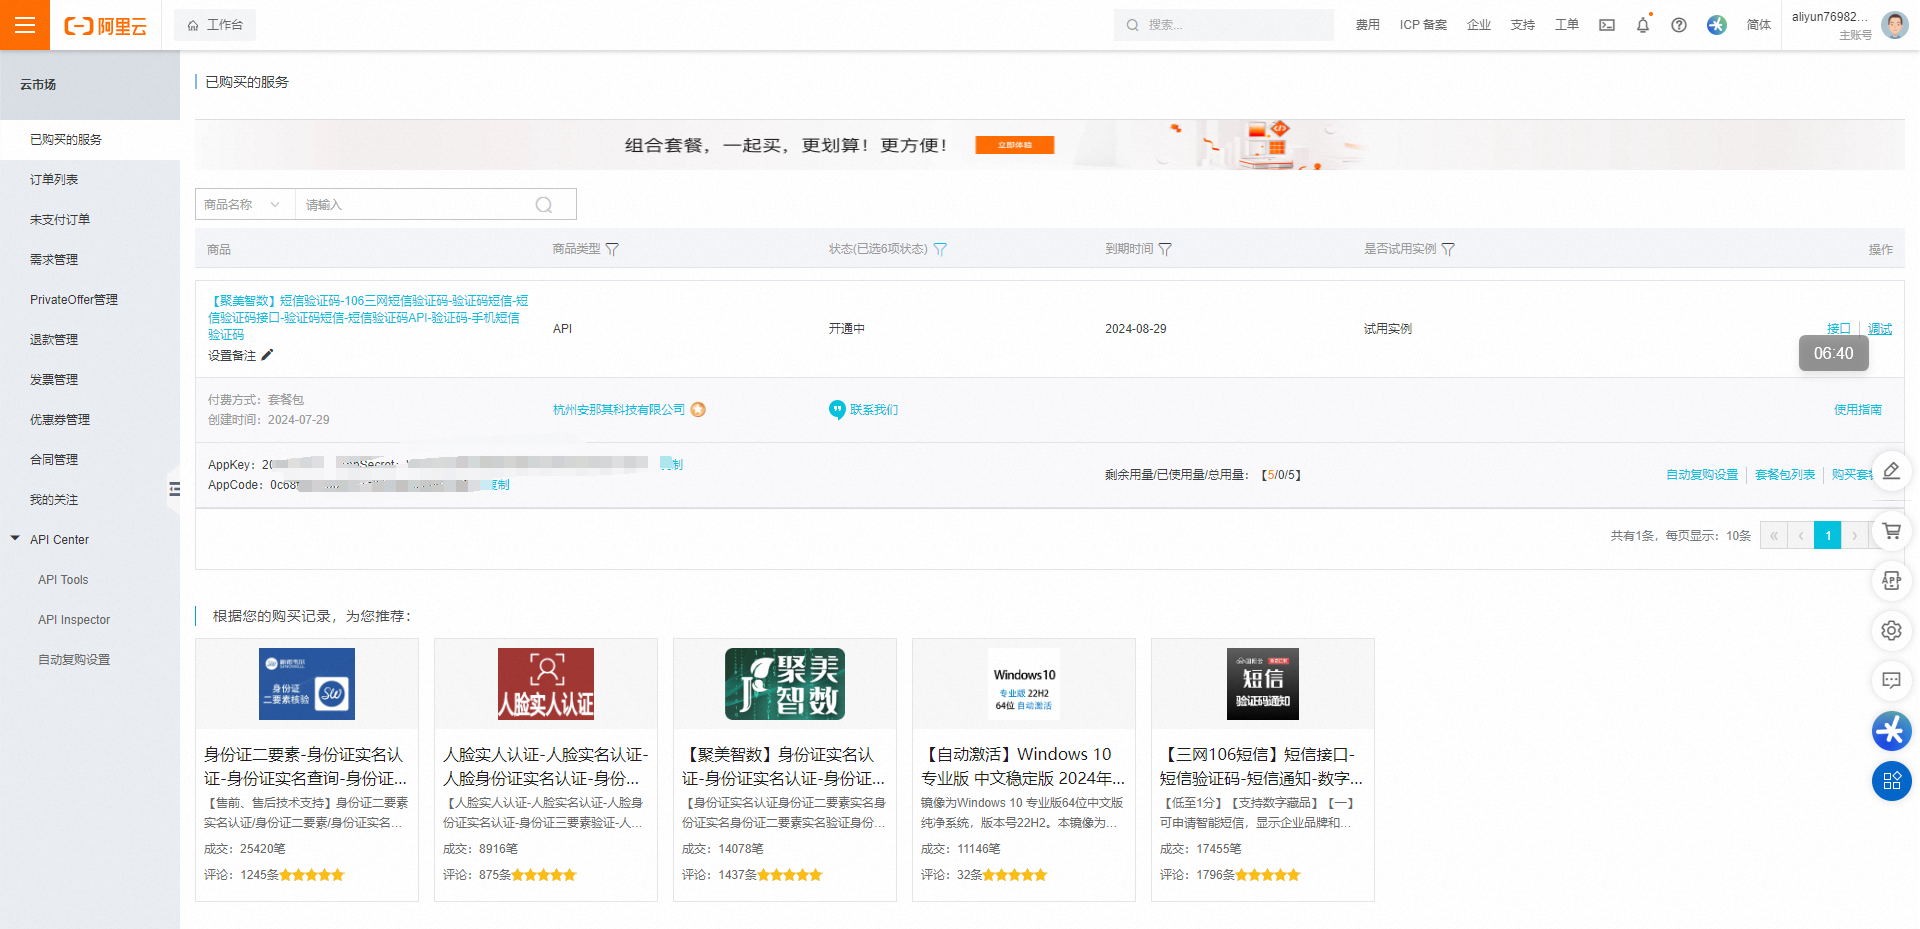 阿里云
工作台
搜索...
费用
ICP 备案
企业
支持
工单
简体
aliyun76982...
主账号
云市场
已购买的服务
订单列表
未支付订单
需求管理
PrivateOffer管理
退款管理
发票管理
优惠券管理
合同管理
我的关注
API Center
API Tools
API Inspector
自动复购设置
已购买的服务
组合套餐，一起买，更划算！更方便！
立即体验
商品名称
请输入
商品
商品类型
状态(已选6项状态)
到期时间
是否试用实例
操作
【聚美智数】短信验证码-106三网短信验证码-验证码短信-短
信验证码接口-验证码短信-短信验证码API-验证码-手机短信
验证码
设置备注
API
开通中
2024-08-29
试用实例
接口
调试
06:40
付费方式：套餐包
创建时间：2024-07-29
杭州安那其科技有限公司
联系我们
使用指南
AppKey：20
制
AppCode：0c68
复制
剩余用量/已使用量/总用量：【5/0/5】
自动复购设置
套餐包列表
购买套
共有1条，每页显示：10条
« ‹ 1 ›
APP
根据您的购买记录，为您推荐：
身份证
二要素核验
SW
身份证二要素-身份证实名认
证-身份证实名查询-身份证...
【售前、售后技术支持】身份证二要素
实名认证/身份证二要素/身份证实名...
成交：25420笔
评论：1245条
人脸实人认证
人脸实人认证-人脸实名认证-
人脸身份证实名认证-身份...
【人脸实人认证-人脸实名认证-人脸身
份证实名认证-身份证三要素验证-人...
成交：8916笔
评论：875条
聚美
智数
【聚美智数】身份证实名认
证-身份证实名认证-身份证...
【身份证实名认证身份证二要素实名身
份证实名身份证二要素实名验证身份...
成交：14078笔
评论：1437条
Windows10
专业版 22H2
64位 自动激活
【自动激活】Windows 10
专业版 中文稳定版 2024年...
镜像为Windows 10 专业版64位中文版
纯净系统，版本号22H2。本镜像为...
成交：11146笔
评论：32条
短信
验证码通知
【三网106短信】短信接口-
短信验证码-短信通知-数字...
【低至1分】【支持数字藏品】【一】
可申请智能短信，显示企业品牌和...
成交：17455笔
评论：1796条